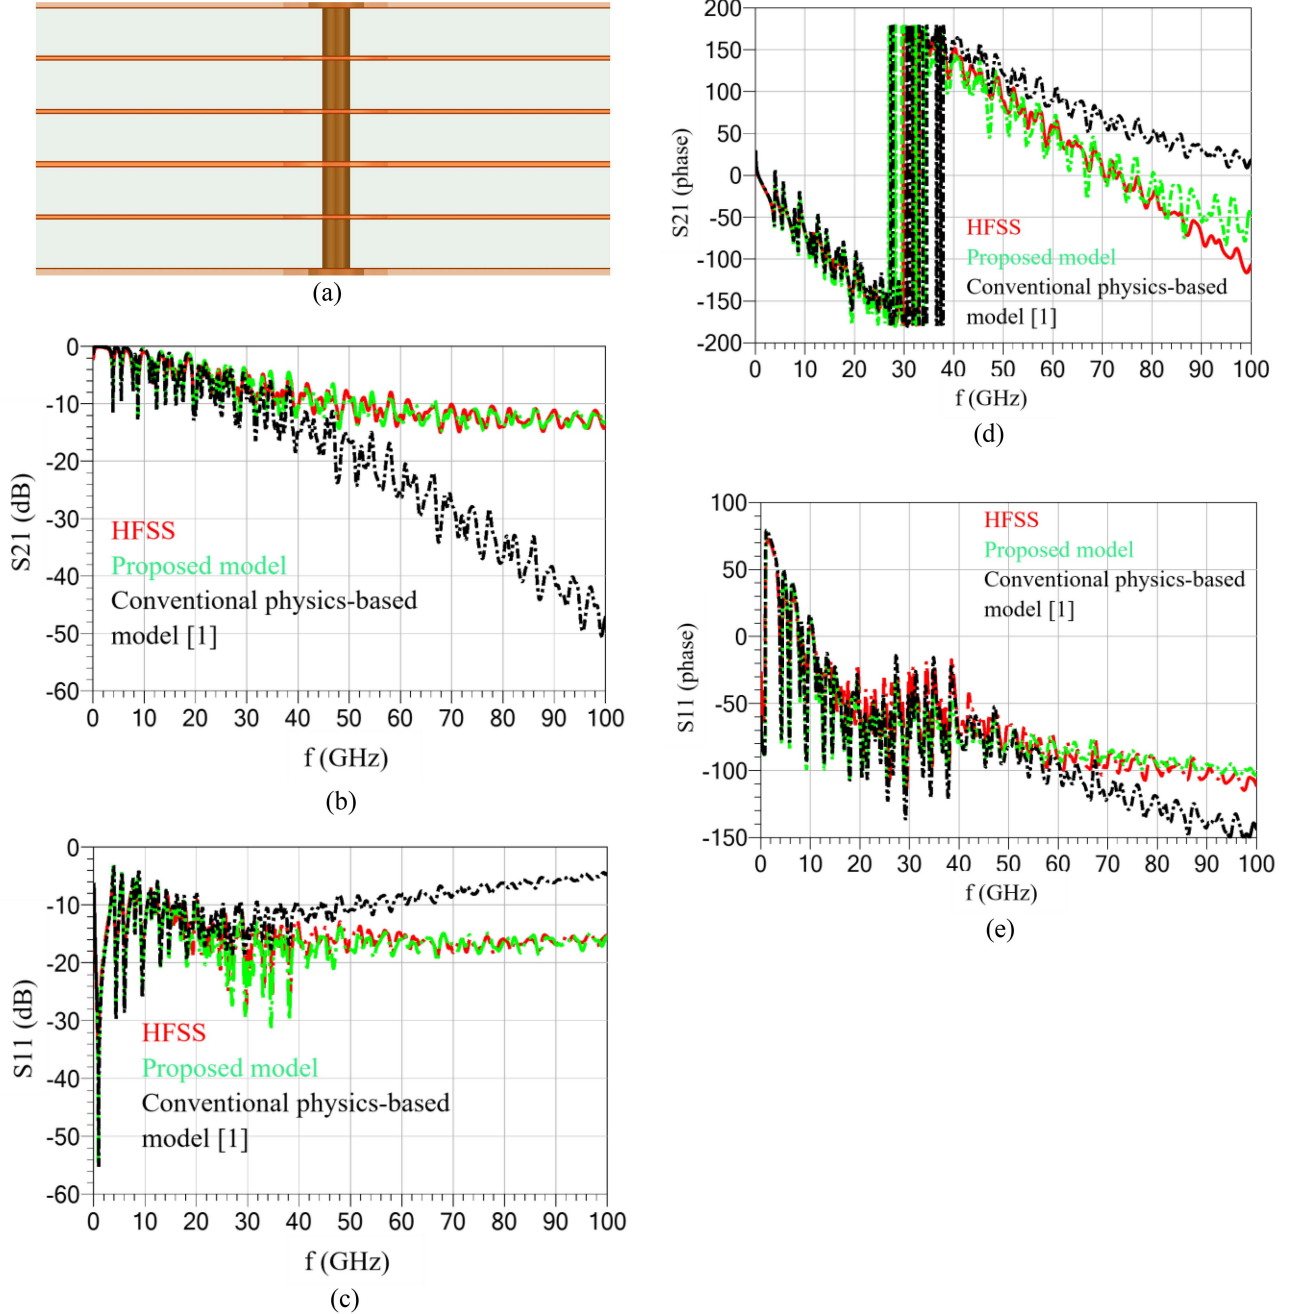 (a)
0
-10
-20
-30
-40
-50
-60
S21 (dB)
HFSS
Proposed model
Conventional physics-based
model [1]
0 10 20 30 40 50 60 70 80 90 100
f (GHz)
(b)
0
-10
-20
-30
-40
-50
-60
S11 (dB)
HFSS
Proposed model
Conventional physics-based
model [1]
0 10 20 30 40 50 60 70 80 90 100
f (GHz)
(c)
200
150
100
50
0
-50
-100
-150
-200
S21 (phase)
HFSS
Proposed model
Conventional physics-based
model [1]
0 10 20 30 40 50 60 70 80 90 100
f (GHz)
(d)
100
50
0
-50
-100
-150
S11 (phase)
HFSS
Proposed model
Conventional physics-based
model [1]
0 10 20 30 40 50 60 70 80 90 100
f (GHz)
(e)